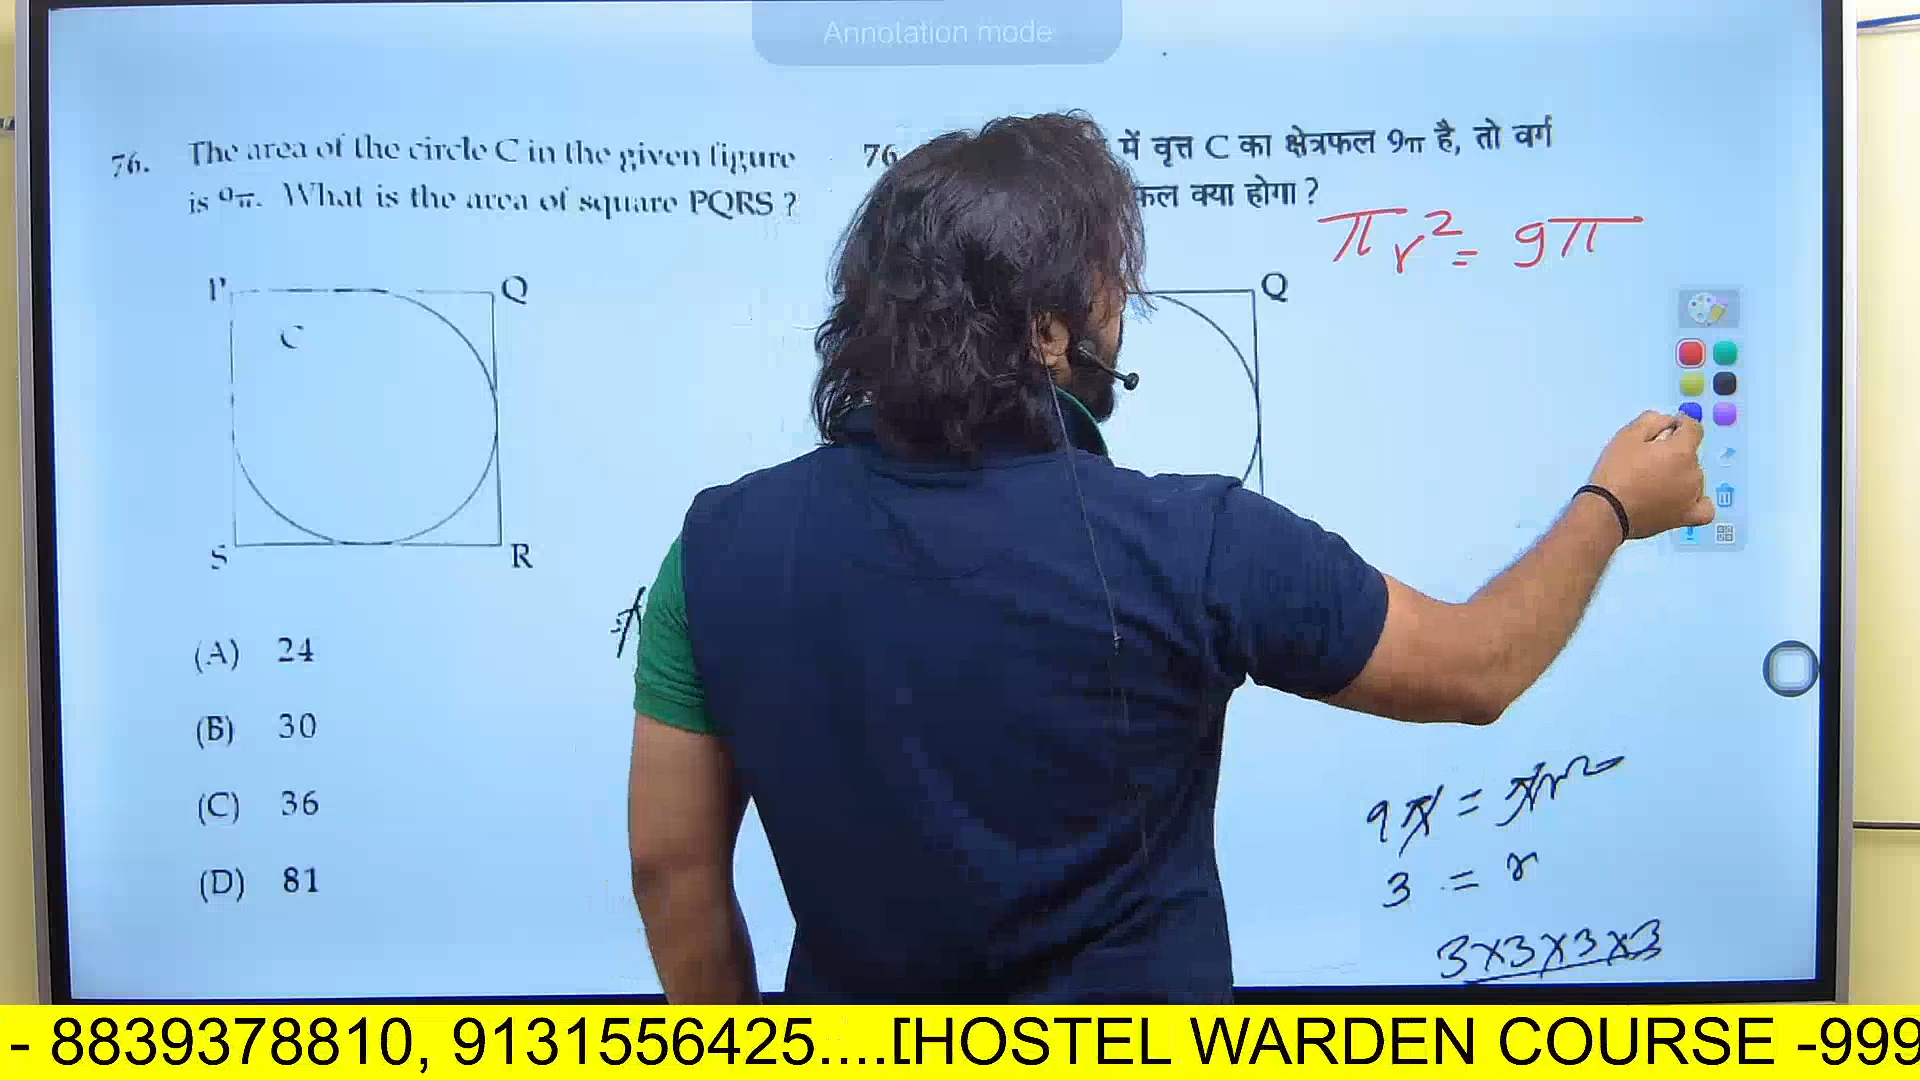 Annotation mode
76. The area of the circle C in the given figure
is 9π. What is the area of square PQRS ?
P Q
C
S R
(A) 24
(B) 30
(C) 36
(D) 81
76
में वृत्त C का क्षेत्रफल 9π है, तो वर्ग
क्या होगा ?
πr² = 9π
Q
9π = πr²
3 = r
3×3×3×3
- 8839378810, 9131556425....[HOSTEL WARDEN COURSE -999